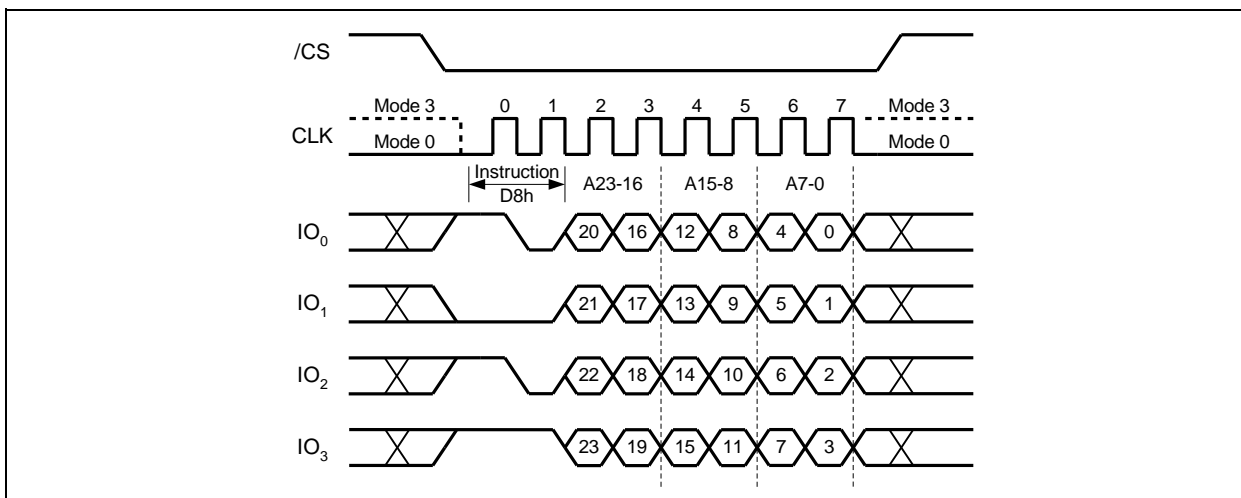 /CS
Mode 3 0 1 2 3 4 5 6 7 Mode 3
CLK Mode 0 Mode 0
Instruction
D8h A23-16 A15-8 A7-0
IO0 20 16 12 8 4 0
IO1 21 17 13 9 5 1
IO2 22 18 14 10 6 2
IO3 23 19 15 11 7 3